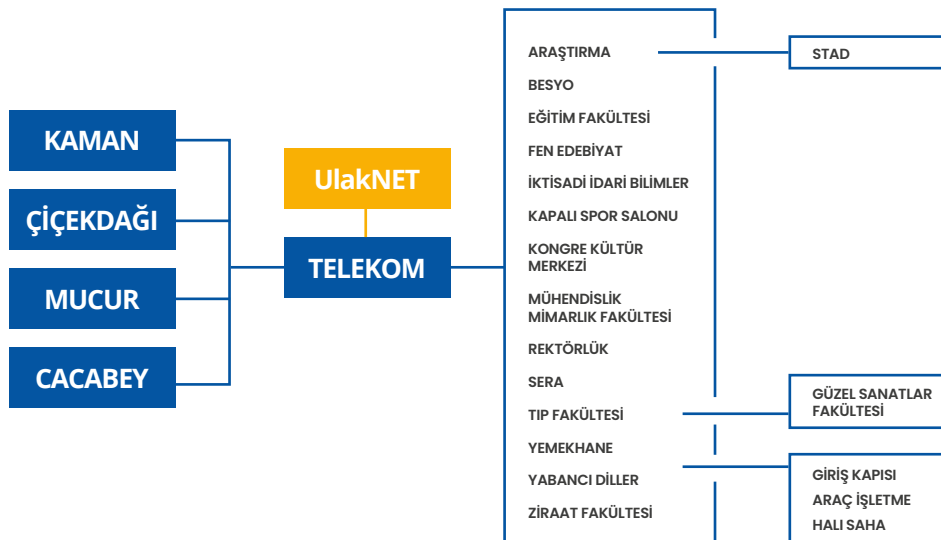 KAMAN
ÇİÇEKDAĞI
MUCUR
CACABEY
UlakNET
TELEKOM
ARAŞTIRMA
BESYO
EĞİTİM FAKÜLTESİ
FEN EDEBİYAT
İKTİSADİ İDARİ BİLİMLER
KAPALI SPOR SALONU
KONGRE KÜLTÜR
MERKEZİ
MÜHENDİSLİK
MİMARLIK FAKÜLTESİ
REKTÖRLÜK
SERA
TIP FAKÜLTESİ
YEMEKHANE
YABANCI DİLLER
ZİRAAT FAKÜLTESİ
STAD
GÜZEL SANATLAR
FAKÜLTESİ
GİRİŞ KAPISI
ARAÇ İŞLETME
HALI SAHA